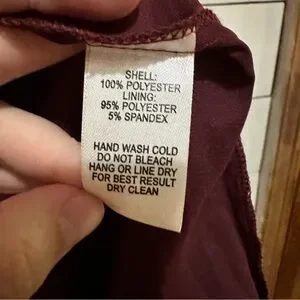 SHELL:
100% POLYESTER
LINING:
95% POLYESTER
5% SPANDEX
HAND WASH COLD
DO NOT BLEACH
HANG OR LINE DRY
FOR BEST RESULT
DRY CLEAN